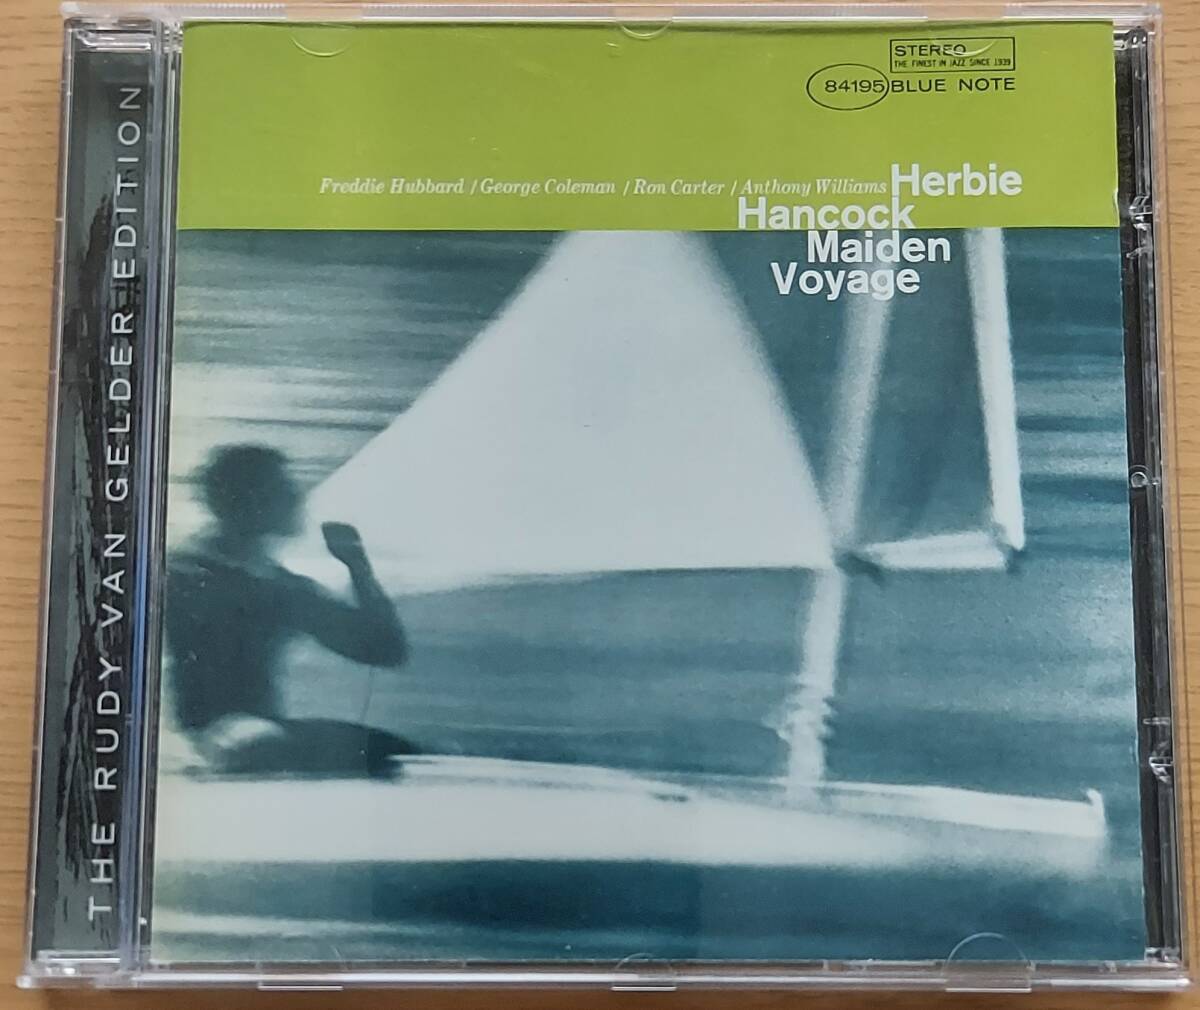 THE RUDY VAN GELDER EDITION
STEREO
THE FINEST IN JAZZ SINCE 1939
84195 BLUE NOTE
Freddie Hubbard / George Coleman / Ron Carter / Anthony Williams Herbie
Hancock
Maiden
Voyage